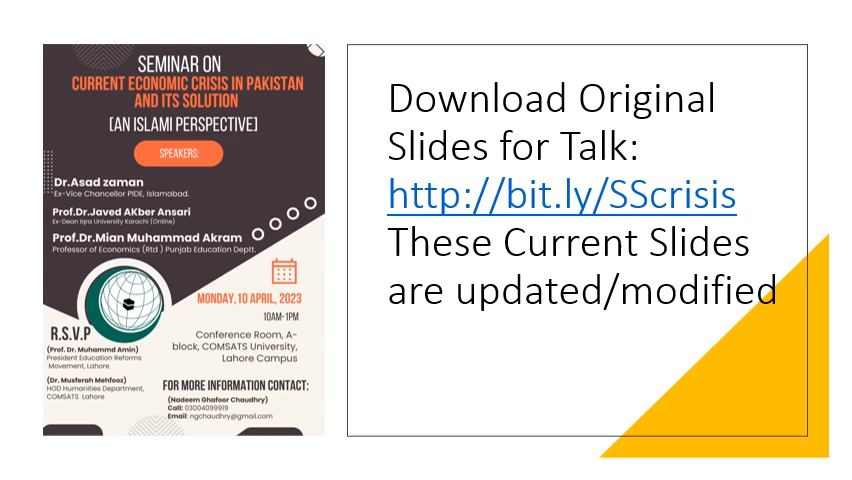 SEMINAR ON
CURRENT ECONOMIC CRISIS IN PAKISTAN
AND ITS SOLUTION
[AN ISLAMI PERSPECTIVE]
SPEAKERS:
Dr.Asad zaman
Ex-Vice Chancellor PIDE, Islamabad.
Prof.Dr.Javed AKber Ansari
Ex-Dean Iqra University Karachi (Online)
Prof.Dr.Mian Muhammad Akram
Professor of Economics (Rtd ) Punjab Education Deptt.
MONDAY, 10 APRIL, 2023
10AM-1PM
Conference Room, A-
block, COMSATS University,
Lahore Campus
R.S.V.P
(Prof. Dr. Muhammd Amin)
President Education Reforms
Movement, Lahore
(Dr. Musferah Mehfooz)
HOD Humanities Department,
COMSATS Lahore
FOR MORE INFORMATION CONTACT:
(Nadeem Ghafoor Chaudhry)
Call: 03004099919
Email: ngchaudhry@gmail.com
Download Original
Slides for Talk:
http://bit.ly/SScrisis
These Current Slides
are updated/modified